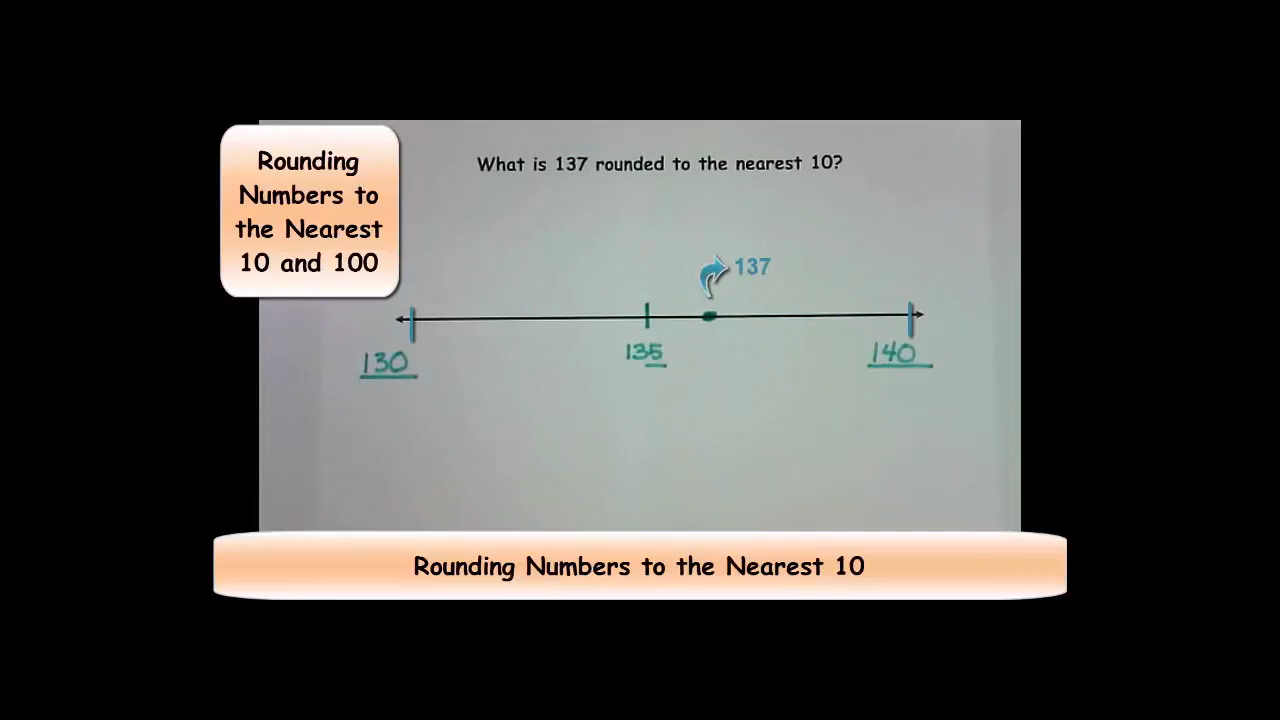 Rounding
Numbers to
the Nearest
10 and 100
What is 137 rounded to the nearest 10?
137
130
135
140
Rounding Numbers to the Nearest 10